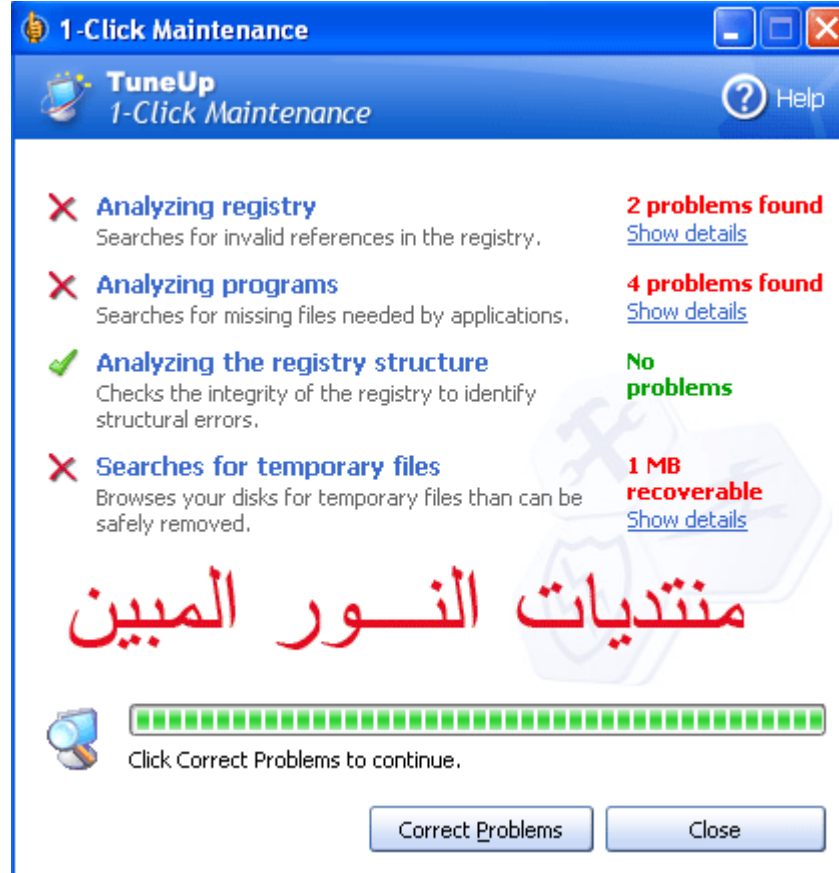 1-Click Maintenance
TuneUp
1-Click Maintenance
Help
Analyzing registry
2 problems found
Searches for invalid references in the registry.
Show details
Analyzing programs
4 problems found
Searches for missing files needed by applications.
Show details
Analyzing the registry structure
No
problems
Checks the integrity of the registry to identify
structural errors.
Searches for temporary files
1 MB
recoverable
Browses your disks for temporary files than can be
safely removed.
Show details
منتديات النـــور المبين
Click Correct Problems to continue.
Correct Problems
Close